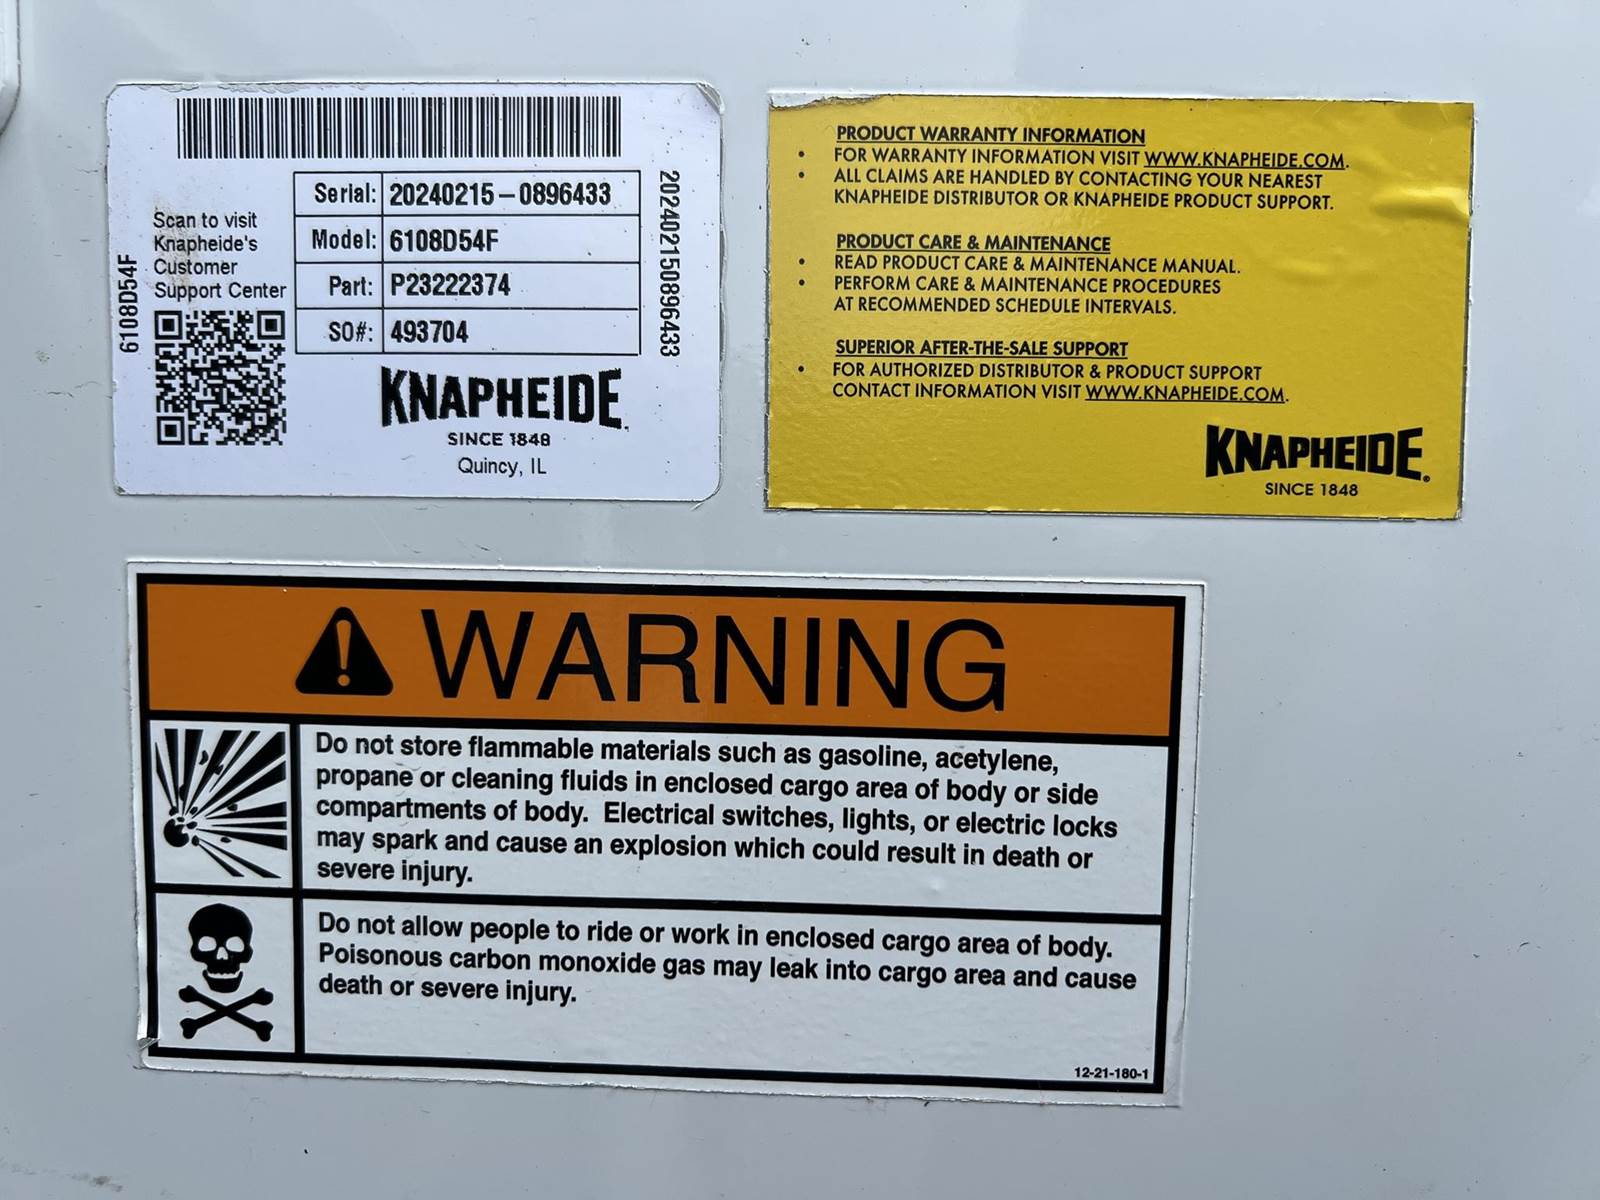 Scan to visit
Knapheide's
Customer
Support Center
6108D54F
Serial: 20240215-0896433
Model: 6108D54F
Part: P23222374
SO#: 493704
202402150896433
KNAPHEIDE
SINCE 1848
Quincy, IL
PRODUCT WARRANTY INFORMATION
• FOR WARRANTY INFORMATION VISIT WWW.KNAPHEIDE.COM.
• ALL CLAIMS ARE HANDLED BY CONTACTING YOUR NEAREST
KNAPHEIDE DISTRIBUTOR OR KNAPHEIDE PRODUCT SUPPORT.
PRODUCT CARE & MAINTENANCE
• READ PRODUCT CARE & MAINTENANCE MANUAL.
• PERFORM CARE & MAINTENANCE PROCEDURES
AT RECOMMENDED SCHEDULE INTERVALS.
SUPERIOR AFTER-THE-SALE SUPPORT
• FOR AUTHORIZED DISTRIBUTOR & PRODUCT SUPPORT
CONTACT INFORMATION VISIT WWW.KNAPHEIDE.COM.
KNAPHEIDE®
SINCE 1848
WARNING
Do not store flammable materials such as gasoline, acetylene,
propane or cleaning fluids in enclosed cargo area of body or side
compartments of body. Electrical switches, lights, or electric locks
may spark and cause an explosion which could result in death or
severe injury.
Do not allow people to ride or work in enclosed cargo area of body.
Poisonous carbon monoxide gas may leak into cargo area and cause
death or severe injury.
12-21-180-1